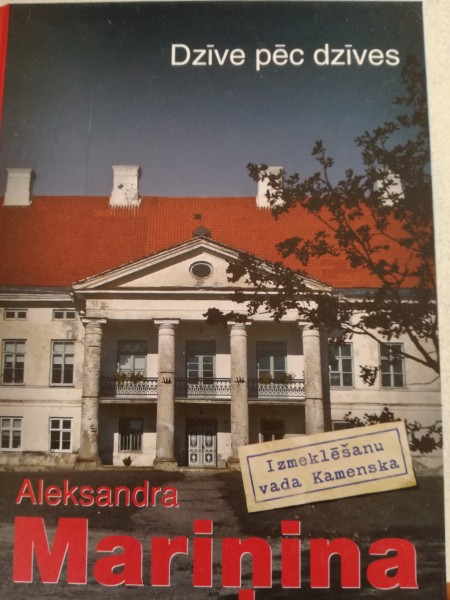 Dzīve pēc dzīves
Izmeklēšanu
vada Kamenska
Aleksandra
Mariņina